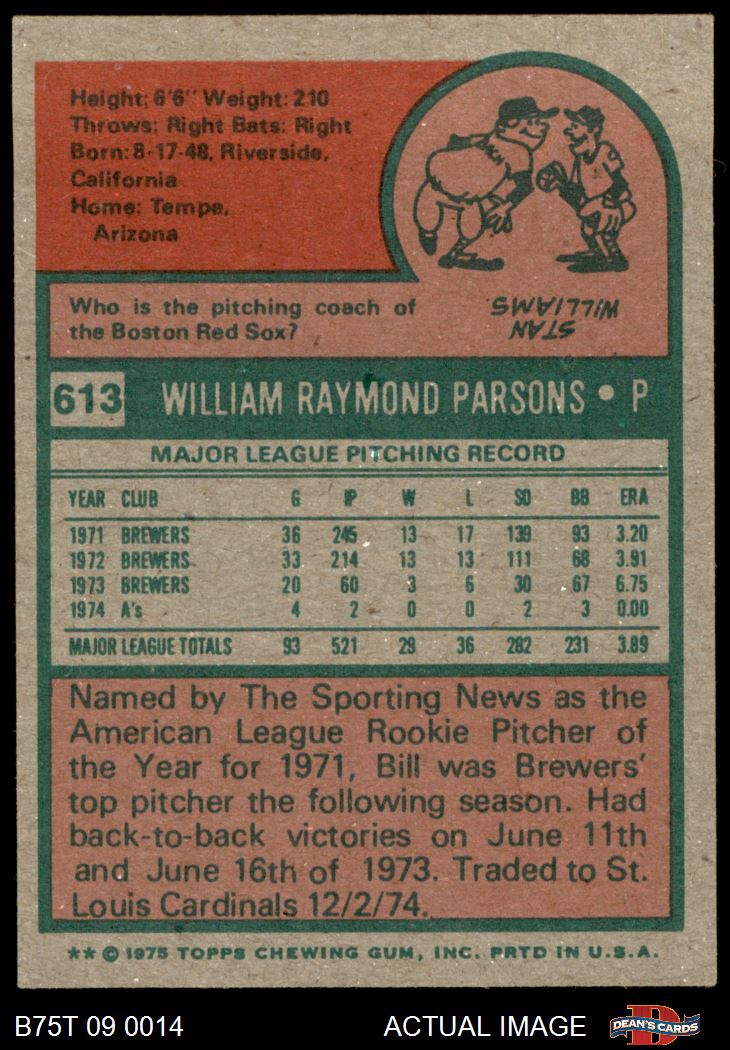 Height: 6'6" Weight: 210
Throws: Right Bats: Right
Born: 8-17-48, Riverside,
California
Home: Tempe,
Arizona
Who is the pitching coach of
the Boston Red Sox?
STAN
WILLIAMS.
613 WILLIAM RAYMOND PARSONS • P
MAJOR LEAGUE PITCHING RECORD
YEAR CLUB G IP W L SO BB ERA
1971 BREWERS 36 245 13 17 139 93 3.20
1972 BREWERS 33 214 13 13 111 68 3.91
1973 BREWERS 20 60 3 6 30 67 6.75
1974 A's 4 2 0 0 2 3 0.00
MAJOR LEAGUE TOTALS 93 521 29 36 282 231 3.89
Named by The Sporting News as the
American League Rookie Pitcher of
the Year for 1971, Bill was Brewers'
top pitcher the following season. Had
back-to-back victories on June 11th
and June 16th of 1973. Traded to St.
Louis Cardinals 12/2/74.
** © 1975 TOPPS CHEWING GUM, INC. PRTD IN U.S.A.
B75T 09 0014 ACTUAL IMAGE DEAN'S CARDS